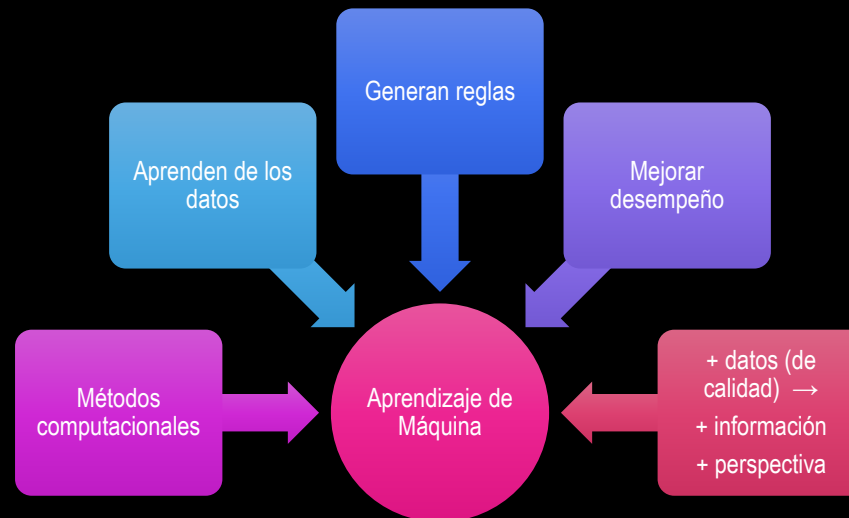 Generan reglas
Aprenden de los
datos
Mejorar
desempeño
Métodos
computacionales
Aprendizaje de
Máquina
+ datos (de
calidad) →
+ información
+ perspectiva